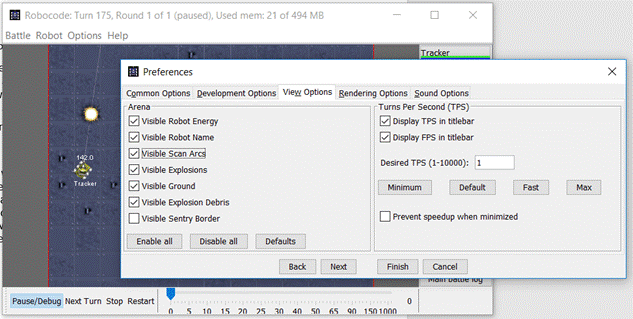 Robocode: Turn 175, Round 1 of 1 (paused), Used mem: 21 of 494 MB
Battle Robot Options Help
Tracker
Preferences
Common Options Development Options View Options Rendering Options Sound Options
Arena
Visible Robot Energy
Visible Robot Name
Visible Scan Arcs
Visible Explosions
Visible Ground
Visible Explosion Debris
Visible Sentry Border
Enable all Disable all Defaults
Turns Per Second (TPS)
Display TPS in titlebar
Display FPS in titlebar
Desired TPS (1-10000): 1
Minimum Default Fast Max
Prevent speedup when minimized
142.0
Tracker
Back Next Finish Cancel
Main battle log
Pause/Debug Next Turn Stop Restart
0 5 10 15 20 25 30 40 50 65 90 150 1000
0